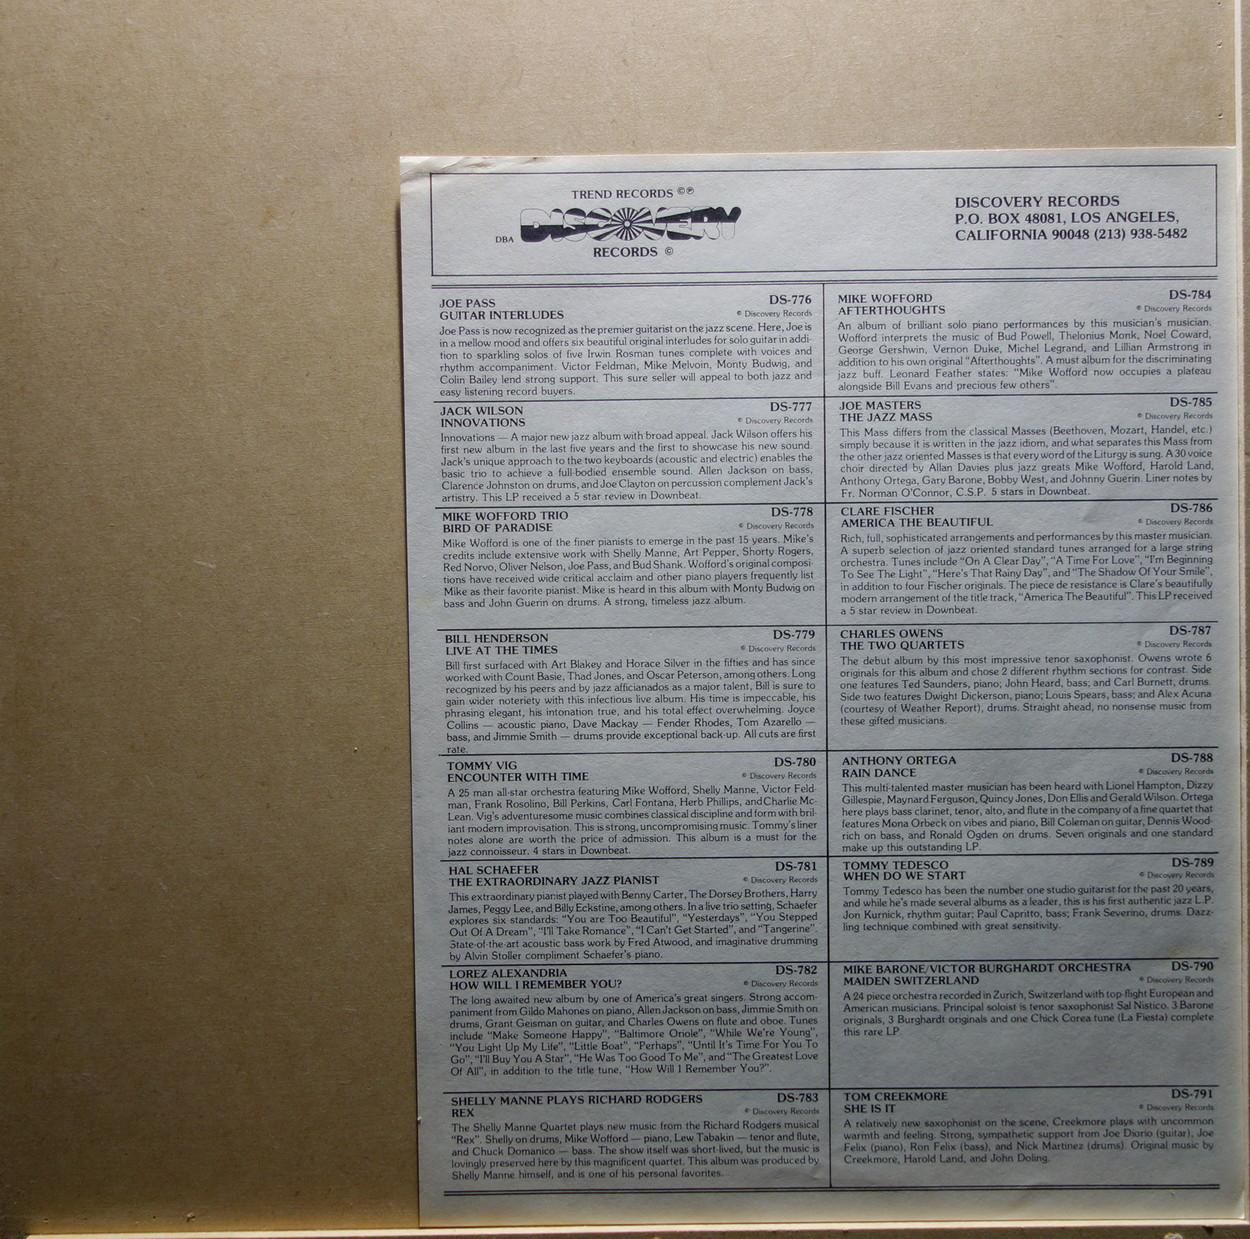 TREND RECORDS ©℗
DBA DISCOVERY
RECORDS ©
DISCOVERY RECORDS
P.O. BOX 48081, LOS ANGELES,
CALIFORNIA 90048 (213) 938-5482
JOE PASS DS-776
GUITAR INTERLUDES © Discovery Records
Joe Pass is now recognized as the premier guitarist on the jazz scene. Here, Joe is
in a mellow mood and offers six beautiful original interludes for solo guitar in addi-
tion to sparkling solos of five Irwin Rosman tunes complete with voices and
rhythm accompaniment. Victor Feldman, Mike Melvoin, Monty Budwig, and
Colin Bailey lend strong support. This sure seller will appeal to both jazz and
easy listening record buyers.
JACK WILSON DS-777
INNOVATIONS © Discovery Records
Innovations — A major new jazz album with broad appeal. Jack Wilson offers his
first new album in the last five years and the first to showcase his new sound.
Jack's unique approach to the two keyboards (acoustic and electric) enables the
basic trio to achieve a full-bodied ensemble sound. Allen Jackson on bass,
Clarence Johnston on drums, and Joe Clayton on percussion complement Jack's
artistry. This LP received a 5 star review in Downbeat.
MIKE WOFFORD TRIO DS-778
BIRD OF PARADISE © Discovery Records
Mike Wofford is one of the finer pianists to emerge in the past 15 years. Mike's
credits include extensive work with Shelly Manne, Art Pepper, Shorty Rogers,
Red Norvo, Oliver Nelson, Joe Pass, and Bud Shank. Wofford's original composi-
tions have received wide critical acclaim and other piano players frequently list
Mike as their favorite pianist. Mike is heard in this album with Monty Budwig on
bass and John Guerin on drums. A strong, timeless jazz album.
BILL HENDERSON DS-779
LIVE AT THE TIMES © Discovery Records
Bill first surfaced with Art Blakey and Horace Silver in the fifties and has since
worked with Count Basie, Thad Jones, and Oscar Peterson, among others. Long
recognized by his peers and by jazz afficianados as a major talent, Bill is sure to
gain wider noteriety with this infectious live album. His time is impeccable, his
phrasing elegant, his intonation true, and his total effect overwhelming. Joyce
Collins — acoustic piano, Dave Mackay — Fender Rhodes, Tom Azarello —
bass, and Jimmie Smith — drums provide exceptional back-up. All cuts are first
rate.
TOMMY VIG DS-780
ENCOUNTER WITH TIME © Discovery Records
A 25 man all-star orchestra featuring Mike Wofford, Shelly Manne, Victor Feld-
man, Frank Rosolino, Bill Perkins, Carl Fontana, Herb Phillips, and Charlie Mc-
Lean. Vig's adventuresome music combines classical discipline and form with bril-
iant modern improvisation. This is strong, uncompromising music. Tommy's liner
notes alone are worth the price of admission. This album is a must for the
jazz connoisseur. 4 stars in Downbeat.
HAL SCHAEFER DS-781
THE EXTRAORDINARY JAZZ PIANIST © Discovery Records
This extraordinary pianist played with Benny Carter, The Dorsey Brothers, Harry
James, Peggy Lee, and Billy Eckstine, among others. In a live trio setting, Schaefer
explores six standards: "You are Too Beautiful", "Yesterdays", "You Stepped
Out Of A Dream", "I'll Take Romance", "I Can't Get Started", and "Tangerine".
State-of-the-art acoustic bass work by Fred Atwood, and imaginative drumming
by Alvin Stoller compliment Schaefer's piano.
LOREZ ALEXANDRIA DS-782
HOW WILL I REMEMBER YOU? © Discovery Records
The long awaited new album by one of America's great singers. Strong accom-
paniment from Gildo Mahones on piano, Allen Jackson on bass, Jimmie Smith on
drums, Grant Geisman on guitar, and Charles Owens on flute and oboe. Tunes
include "Make Someone Happy", "Baltimore Oriole", "While We're Young",
"You Light Up My Life", "Little Boat", "Perhaps", "Until It's Time For You To
Go", "I'll Buy You A Star", "He Was Too Good To Me", and "The Greatest Love
Of All", in addition to the title tune, "How Will I Remember You?".
SHELLY MANNE PLAYS RICHARD RODGERS DS-783
REX © Discovery Records
The Shelly Manne Quartet plays new music from the Richard Rodgers musical
"Rex". Shelly on drums, Mike Wofford — piano, Lew Tabakin — tenor and flute,
and Chuck Domanico — bass. The show itself was short-lived, but the music is
lovingly preserved here by this magnificent quartet. This album was produced by
Shelly Manne himself, and is one of his personal favorites.
MIKE WOFFORD DS-784
AFTERTHOUGHTS © Discovery Records
An album of brilliant solo piano performances by this musician's musician.
Wofford interprets the music of Bud Powell, Thelonius Monk, Noel Coward,
George Gershwin, Vernon Duke, Michel Legrand, and Lillian Armstrong in
addition to his own original "Afterthoughts". A must album for the discriminating
jazz buff. Leonard Feather states: "Mike Wofford now occupies a plateau
alongside Bill Evans and precious few others".
JOE MASTERS DS-785
THE JAZZ MASS © Discovery Records
This Mass differs from the classical Masses (Beethoven, Mozart, Handel, etc.)
simply because it is written in the jazz idiom, and what separates this Mass from
the other jazz oriented Masses is that every word of the Liturgy is sung. A 30 voice
choir directed by Allan Davies plus jazz greats Mike Wofford, Harold Land,
Anthony Ortega, Gary Barone, Bobby West, and Johnny Guerin. Liner notes by
Fr. Norman O'Connor, C.S.P. 5 stars in Downbeat.
CLARE FISCHER DS-786
AMERICA THE BEAUTIFUL © Discovery Records
Rich, full, sophisticated arrangements and performances by this master musician.
A superb selection of jazz oriented standard tunes arranged for a large string
orchestra. Tunes include "On A Clear Day", "A Time For Love", "I'm Beginning
To See The Light", "Here's That Rainy Day", and "The Shadow Of Your Smile",
in addition to four Fischer originals. The piece de resistance is Clare's beautifully
modern arrangement of the title track, "America The Beautiful". This LP received
a 5 star review in Downbeat.
CHARLES OWENS DS-787
THE TWO QUARTETS © Discovery Records
The debut album by this most impressive tenor saxophonist. Owens wrote 6
originals for this album and chose 2 different rhythm sections for contrast. Side
one features Ted Saunders, piano; John Heard, bass; and Carl Burnett, drums.
Side two features Dwight Dickerson, piano; Louis Spears, bass; and Alex Acuna
(courtesy of Weather Report), drums. Straight ahead, no nonsense music from
these gifted musicians.
ANTHONY ORTEGA DS-788
RAIN DANCE © Discovery Records
This multi-talented master musician has been heard with Lionel Hampton, Dizzy
Gillespie, Maynard Ferguson, Quincy Jones, Don Ellis and Gerald Wilson. Ortega
here plays bass clarinet, tenor, alto, and flute in the company of a fine quartet that
features Mona Orbeck on vibes and piano, Bill Coleman on guitar, Dennis Wood-
rich on bass, and Ronald Ogden on drums. Seven originals and one standard
make up this outstanding LP.
TOMMY TEDESCO DS-789
WHEN DO WE START © Discovery Records
Tommy Tedesco has been the number one studio guitarist for the past 20 years,
and while he's made several albums as a leader, this is his first authentic jazz L.P.
Jon Kurnick, rhythm guitar; Paul Capritto, bass; Frank Severino, drums. Dazz-
ling technique combined with great sensitivity.
MIKE BARONE/VICTOR BURGHARDT ORCHESTRA DS-790
MAIDEN SWITZERLAND © Discovery Records
A 24 piece orchestra recorded in Zurich, Switzerland with top-flight European and
American musicians. Principal soloist is tenor saxophonist Sal Nistico. 3 Barone
originals, 3 Burghardt originals and one Chick Corea tune (La Fiesta) complete
this rare LP.
TOM CREEKMORE DS-791
SHE IS IT © Discovery Records
A relatively new saxophonist on the scene, Creekmore plays with uncommon
warmth and feeling. Strong, sympathetic support from Joe Diorio (guitar), Joe
Felix (piano), Ron Felix (bass), and Nick Martinez (drums). Original music by
Creekmore, Harold Land, and John Doling.